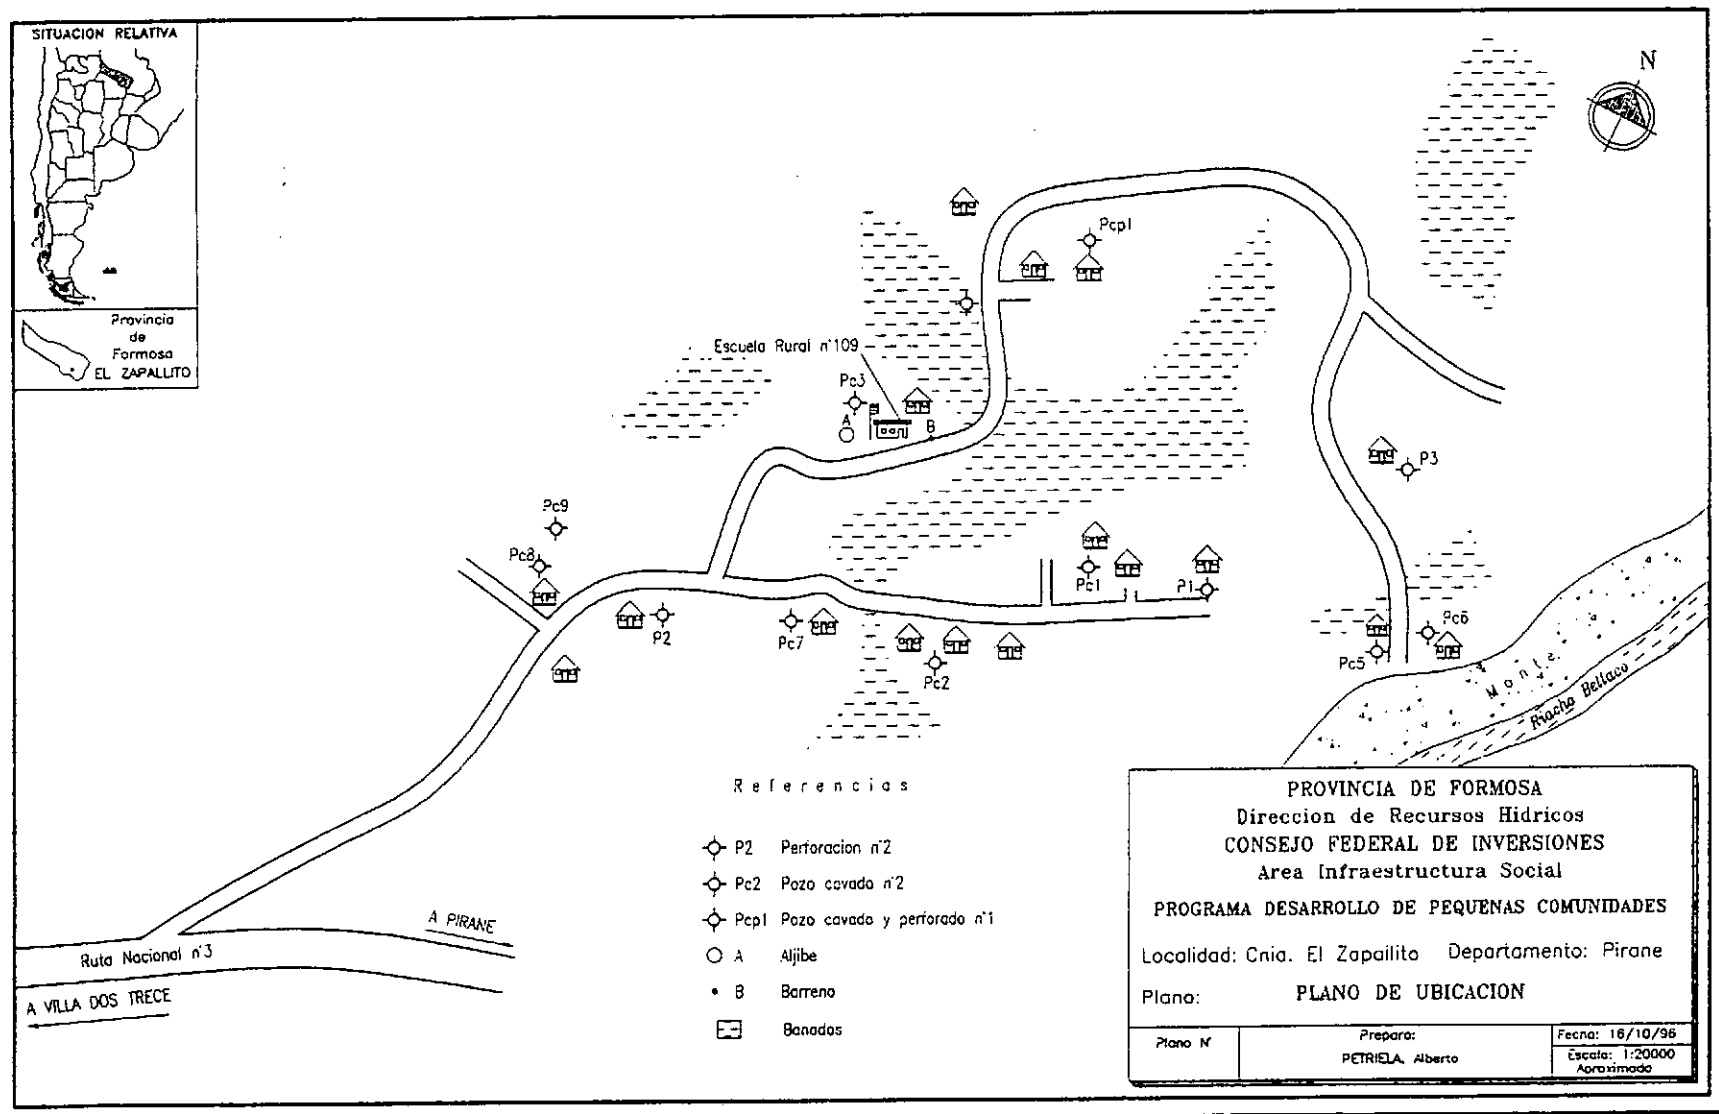 SITUACION RELATIVA
Provincia
de
Formosa
EL ZAPALLITO
N
Pcp1
Escuela Rural n°109
Pc3
A
B
P3
Pc9
Pc8
Pc1
P1
P2
Pc7
Pc2
Pc6
Pc5
Monte
Riacho Bellaco
Referencias
P2 Perforacion n°2
Pc2 Pozo cavado n°2
Pcp1 Pozo cavado y perforado n°1
A Aljibe
B Barreno
Banados
A PIRANE
Ruta Nacional n°3
A VILLA DOS TRECE
PROVINCIA DE FORMOSA
Direccion de Recursos Hidricos
CONSEJO FEDERAL DE INVERSIONES
Area Infraestructura Social
PROGRAMA DESARROLLO DE PEQUENAS COMUNIDADES
Localidad: Cnia. El Zapallito Departamento: Pirane
Plano: PLANO DE UBICACION
Plano N°
Preparo:
PETRIELA, Alberto
Fecha: 16/10/96
Escala: 1:20000
Aproximado